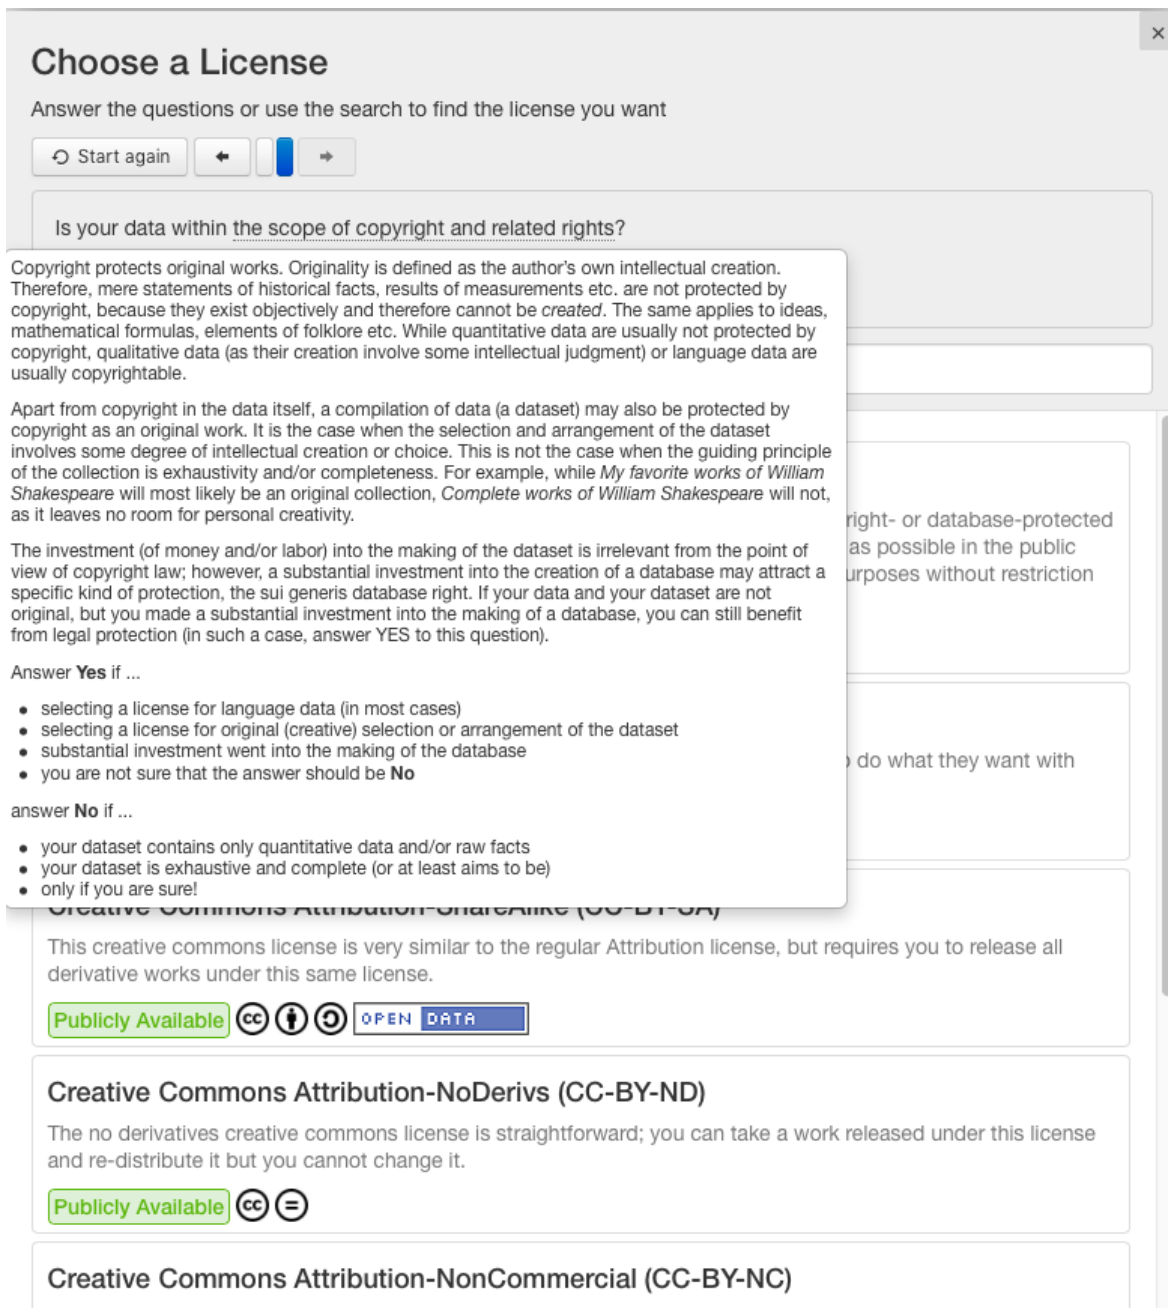 ×
Choose a License
Answer the questions or use the search to find the license you want
Start again
Is your data within the scope of copyright and related rights?
Copyright protects original works. Originality is defined as the author's own intellectual creation.
Therefore, mere statements of historical facts, results of measurements etc. are not protected by
copyright, because they exist objectively and therefore cannot be created. The same applies to ideas,
mathematical formulas, elements of folklore etc. While quantitative data are usually not protected by
copyright, qualitative data (as their creation involve some intellectual judgment) or language data are
usually copyrightable.
Apart from copyright in the data itself, a compilation of data (a dataset) may also be protected by
copyright as an original work. It is the case when the selection and arrangement of the dataset
involves some degree of intellectual creation or choice. This is not the case when the guiding principle
of the collection is exhaustivity and/or completeness. For example, while My favorite works of William
Shakespeare will most likely be an original collection, Complete works of William Shakespeare will not,
as it leaves no room for personal creativity.
The investment (of money and/or labor) into the making of the dataset is irrelevant from the point of
view of copyright law; however, a substantial investment into the creation of a database may attract a
specific kind of protection, the sui generis database right. If your data and your dataset are not
original, but you made a substantial investment into the making of a database, you can still benefit
from legal protection (in such a case, answer YES to this question).
Answer Yes if ...
• selecting a license for language data (in most cases)
• selecting a license for original (creative) selection or arrangement of the dataset
• substantial investment went into the making of the database
• you are not sure that the answer should be No
answer No if ...
• your dataset contains only quantitative data and/or raw facts
• your dataset is exhaustive and complete (or at least aims to be)
• only if you are sure!
right- or database-protected
as possible in the public
urposes without restriction
do what they want with
Creative Commons Attribution-ShareAlike (CC-BY-SA)
This creative commons license is very similar to the regular Attribution license, but requires you to release all
derivative works under this same license.
Publicly Available cc OPEN DATA
Creative Commons Attribution-NoDerivs (CC-BY-ND)
The no derivatives creative commons license is straightforward; you can take a work released under this license
and re-distribute it but you cannot change it.
Publicly Available cc =
Creative Commons Attribution-NonCommercial (CC-BY-NC)